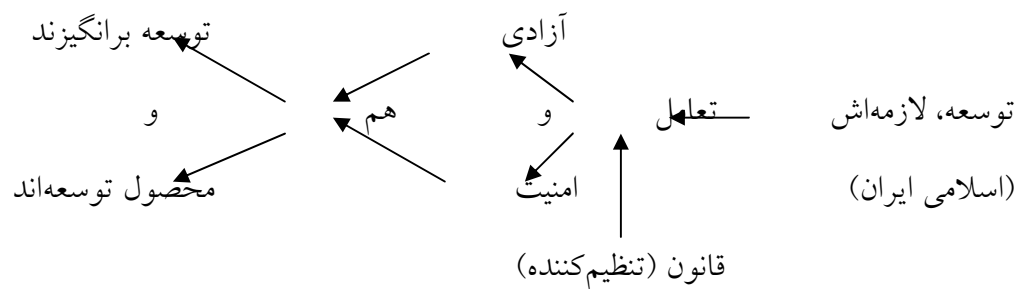 آزادی توسعه برانگیزند
توسعه، لازمه‌اش تعامل و هم و
(اسلامی ایران) امنیت محصول توسعه‌اند
قانون (تنظیم‌کننده)